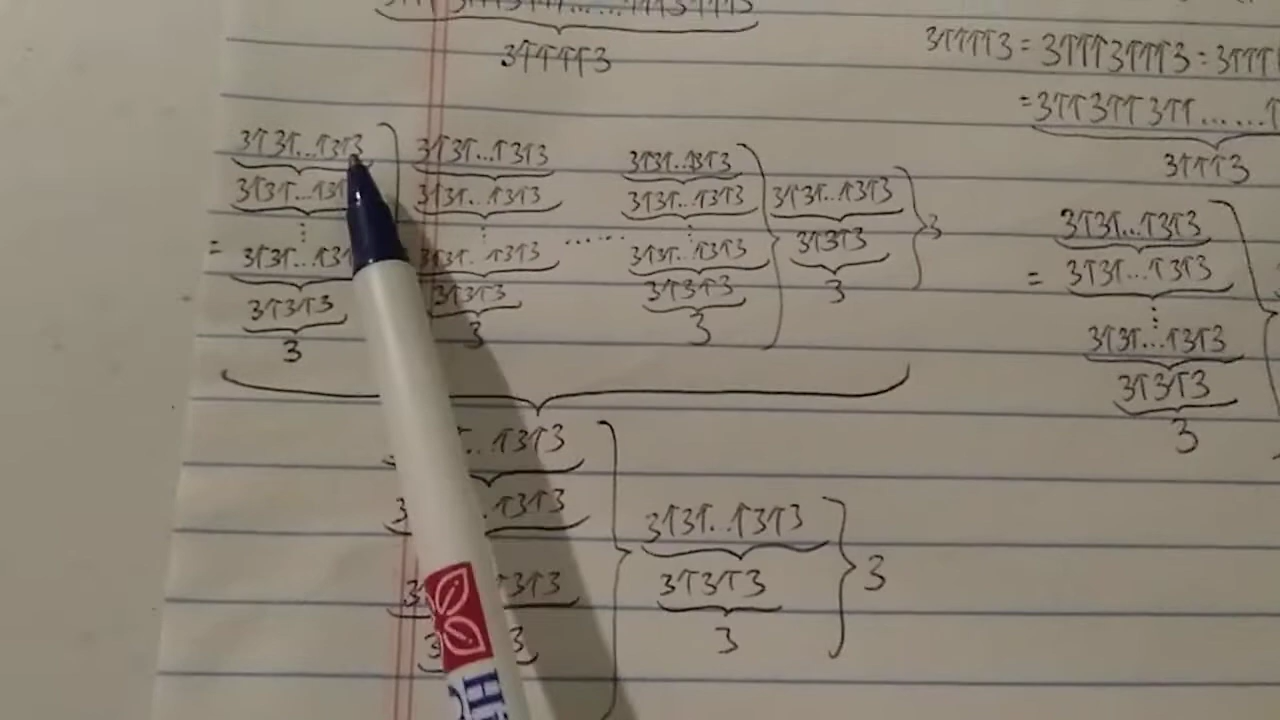 3↑↑↑↑3
3↑↑↑↑3 = 3↑↑↑3↑↑↑3 = 3↑↑↑
=3↑↑3↑↑3↑↑......↑
3↑↑↑3
3↑3↑...↑3↑3 3↑3↑...↑3↑3 3↑3↑...↑3↑3
3↑3↑...↑3↑ 3↑3↑...↑3↑3 3↑3↑...↑3↑3 3↑3↑...↑3↑3 3
⋮ ⋮ ...... ⋮
= 3↑3↑...↑3↑ 3↑3↑...↑3↑3 3↑3↑...↑3↑3 3↑3↑3
3↑3↑3 3↑3↑3 3↑3↑3 3
3 3 3
3↑3↑...↑3↑3
= 3↑3↑...↑3↑3
⋮
3↑3↑...↑3↑3
3↑3↑3
3
..↑3↑3
3 ..↑3↑3 3↑3↑..↑3↑3
3↑ ↑3↑3 3↑3↑3 3
3 3 3
Hi